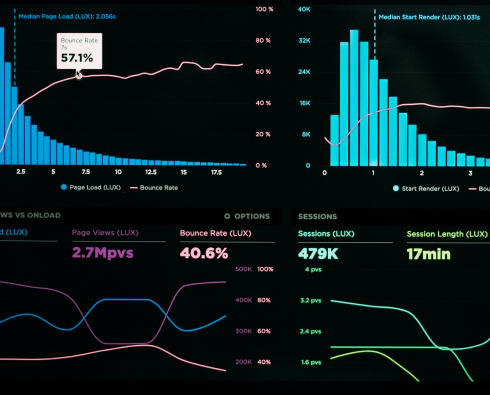 Median Page Load (LUX): 2.056s
Bounce Rate
7s
57.1%
100 %
80 %
60 %
40 %
20 %
0 %
2.5
5
7.5
10
12.5
15
17.5
Page Load (LUX)
Bounce Rate
40K
Median Start Render (LUX): 1.031s
32K
24K
16K
8K
0
0
1
2
3
Start Render (LUX)
WS VS ONLOAD
OPTIONS
(LUX)
Page Views (LUX)
2.7Mpvs
Bounce Rate (LUX)
40.6%
500K 100%
400K 80%
300K 60%
200K 40%
SESSIONS
Sessions (LUX)
479K
Session Length (LUX)
17min
4 pvs
3.2 pvs
2.4 pvs
1.6 pvs